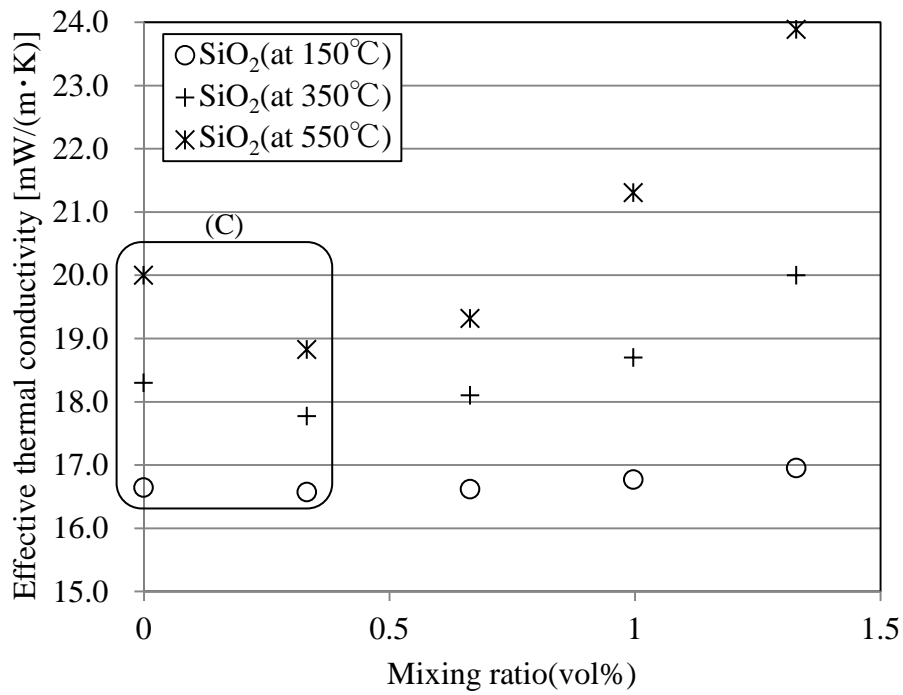 Effective thermal conductivity [mW/(m・K)]
24.0
23.0
22.0
21.0
20.0
19.0
18.0
17.0
16.0
15.0
SiO₂(at 150℃)
SiO₂(at 350℃)
SiO₂(at 550℃)
(C)
0 0.5 1 1.5
Mixing ratio(vol%)